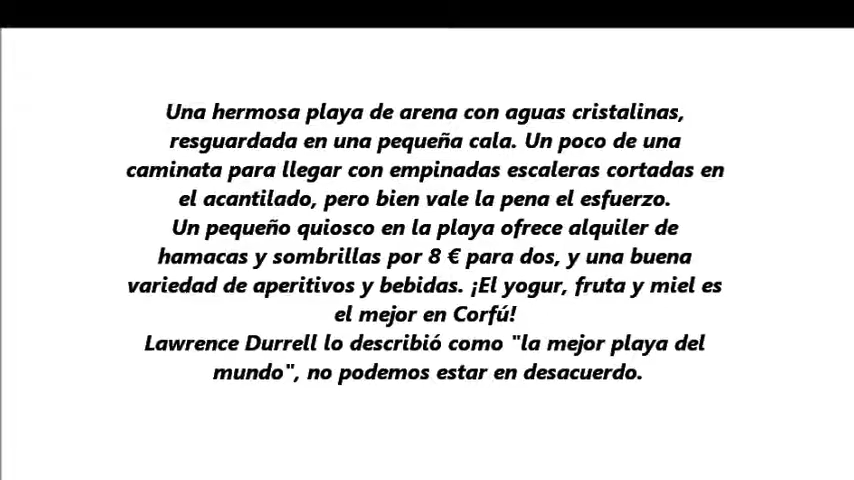 Una hermosa playa de arena con aguas cristalinas,
resguardada en una pequeña cala. Un poco de una
caminata para llegar con empinadas escaleras cortadas en
el acantilado, pero bien vale la pena el esfuerzo.
Un pequeño quiosco en la playa ofrece alquiler de
hamacas y sombrillas por 8 € para dos, y una buena
variedad de aperitivos y bebidas. ¡El yogur, fruta y miel es
el mejor en Corfú!
Lawrence Durrell lo describió como "la mejor playa del
mundo", no podemos estar en desacuerdo.